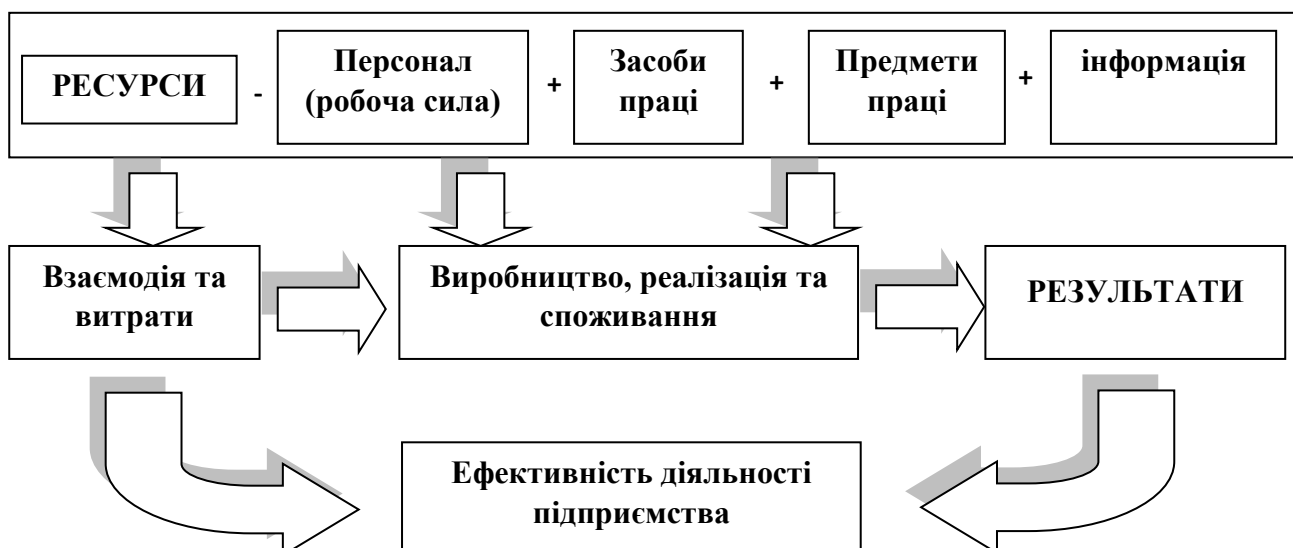 РЕСУРСИ
-
Персонал
(робоча сила)
+
Засоби
праці
+
Предмети
праці
+
інформація
Взаємодія та
витрати
Виробництво, реалізація та
споживання
РЕЗУЛЬТАТИ
Ефективність діяльності
підприємства